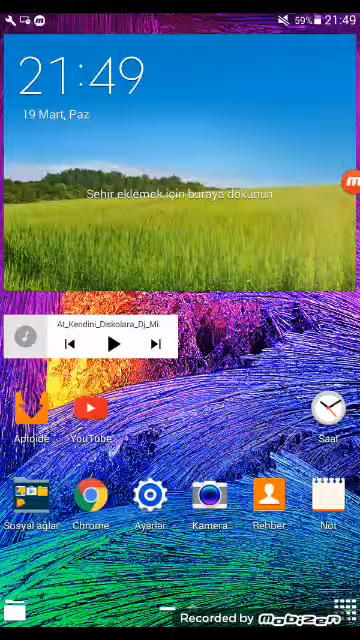 59% 21:49
21:49
19 Mart, Paz
Şehir eklemek için buraya dokunun
At_Kendini_Diskolara_Dj_Mi.
Aptoide
YouTube
Saat
Sosyal ağlar
Chrome
Ayarlar
Kamera
Rehber
Not
Recorded by MOBIZEN